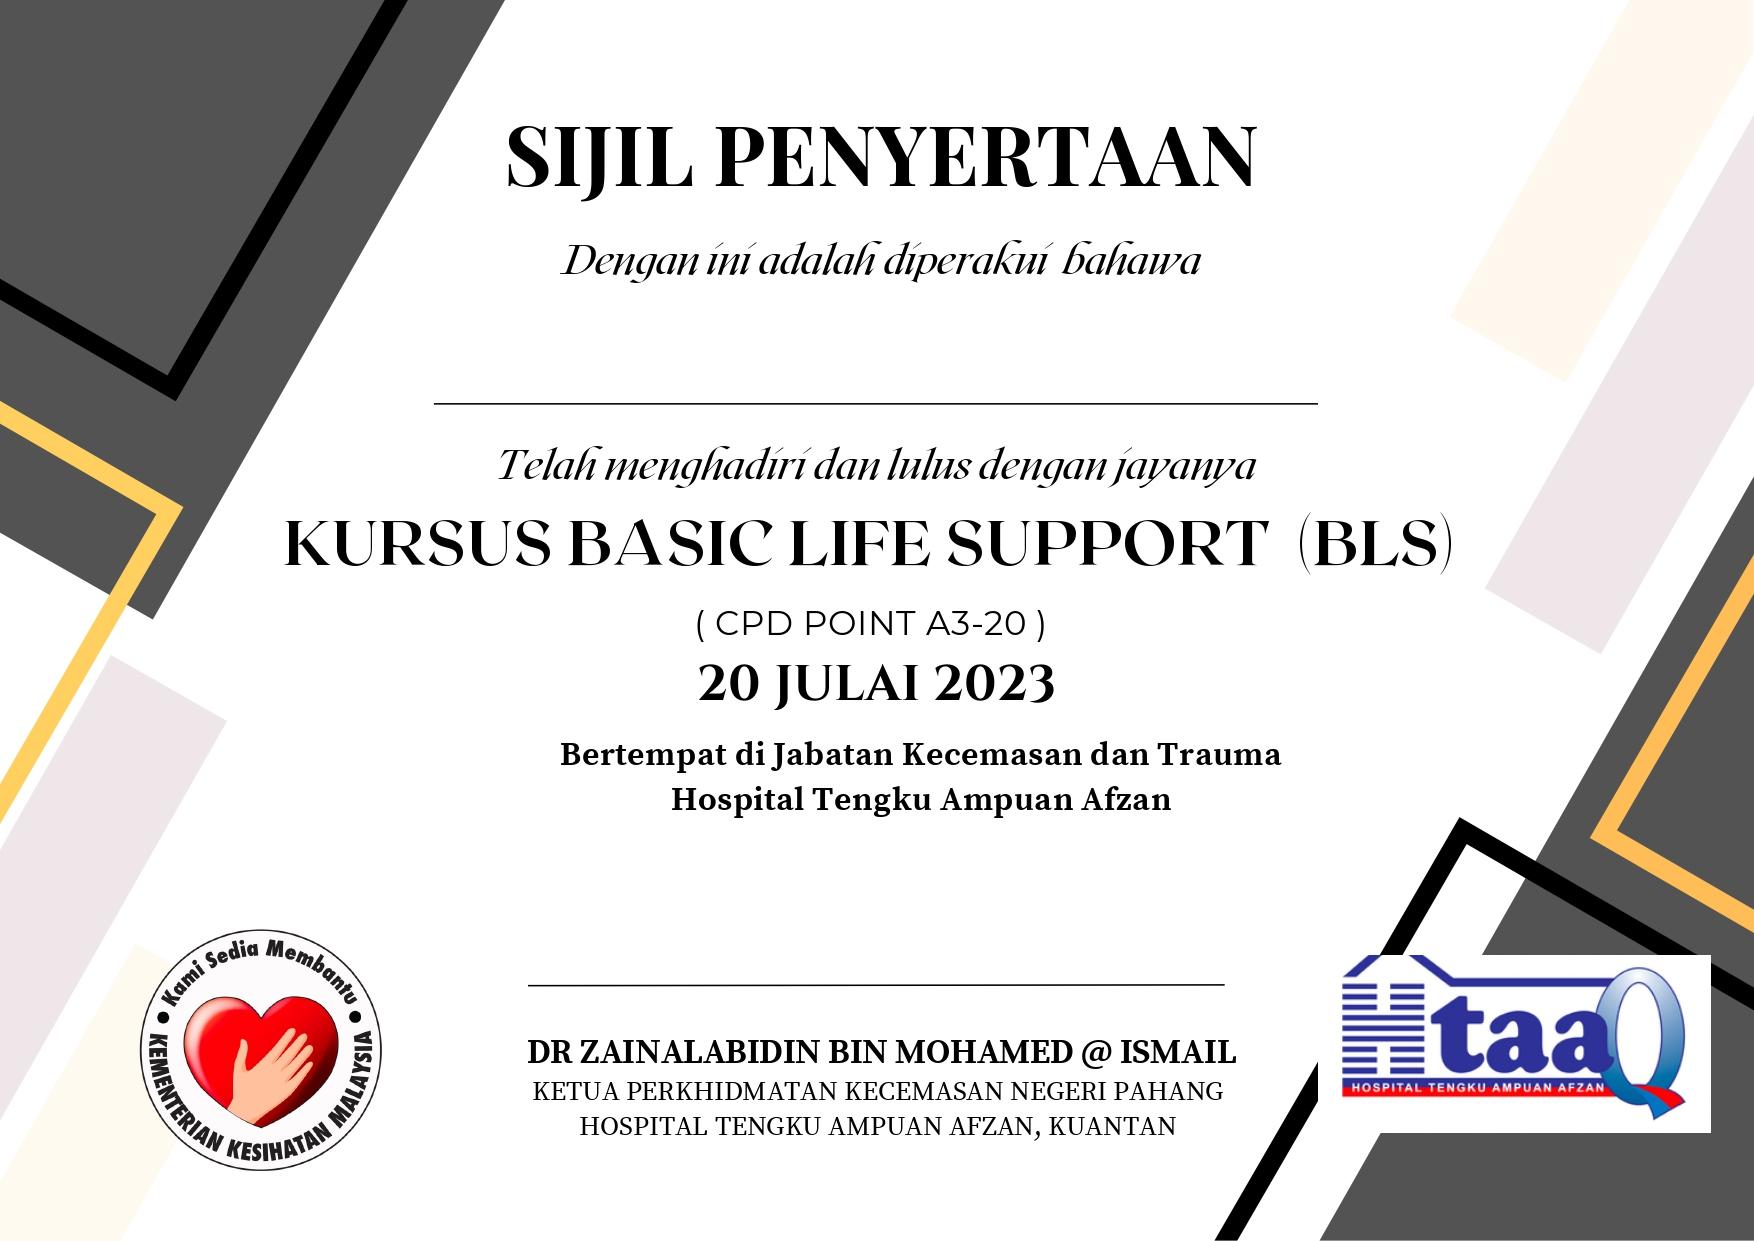 SIJIL PENYERTAAN
Dengan ini adalah diperakui bahawa
Telah menghadiri dan lulus dengan jayanya
KURSUS BASIC LIFE SUPPORT (BLS)
( CPD POINT A3-20 )
20 JULAI 2023
Bertempat di Jabatan Kecemasan dan Trauma
Hospital Tengku Ampuan Afzan
Kami Sedia Membantu
KEMENTERIAN KESIHATAN MALAYSIA
DR ZAINALABIDIN BIN MOHAMED @ ISMAIL
KETUA PERKHIDMATAN KECEMASAN NEGERI PAHANG
HOSPITAL TENGKU AMPUAN AFZAN, KUANTAN
HtaaQ
HOSPITAL TENGKU AMPUAN AFZAN